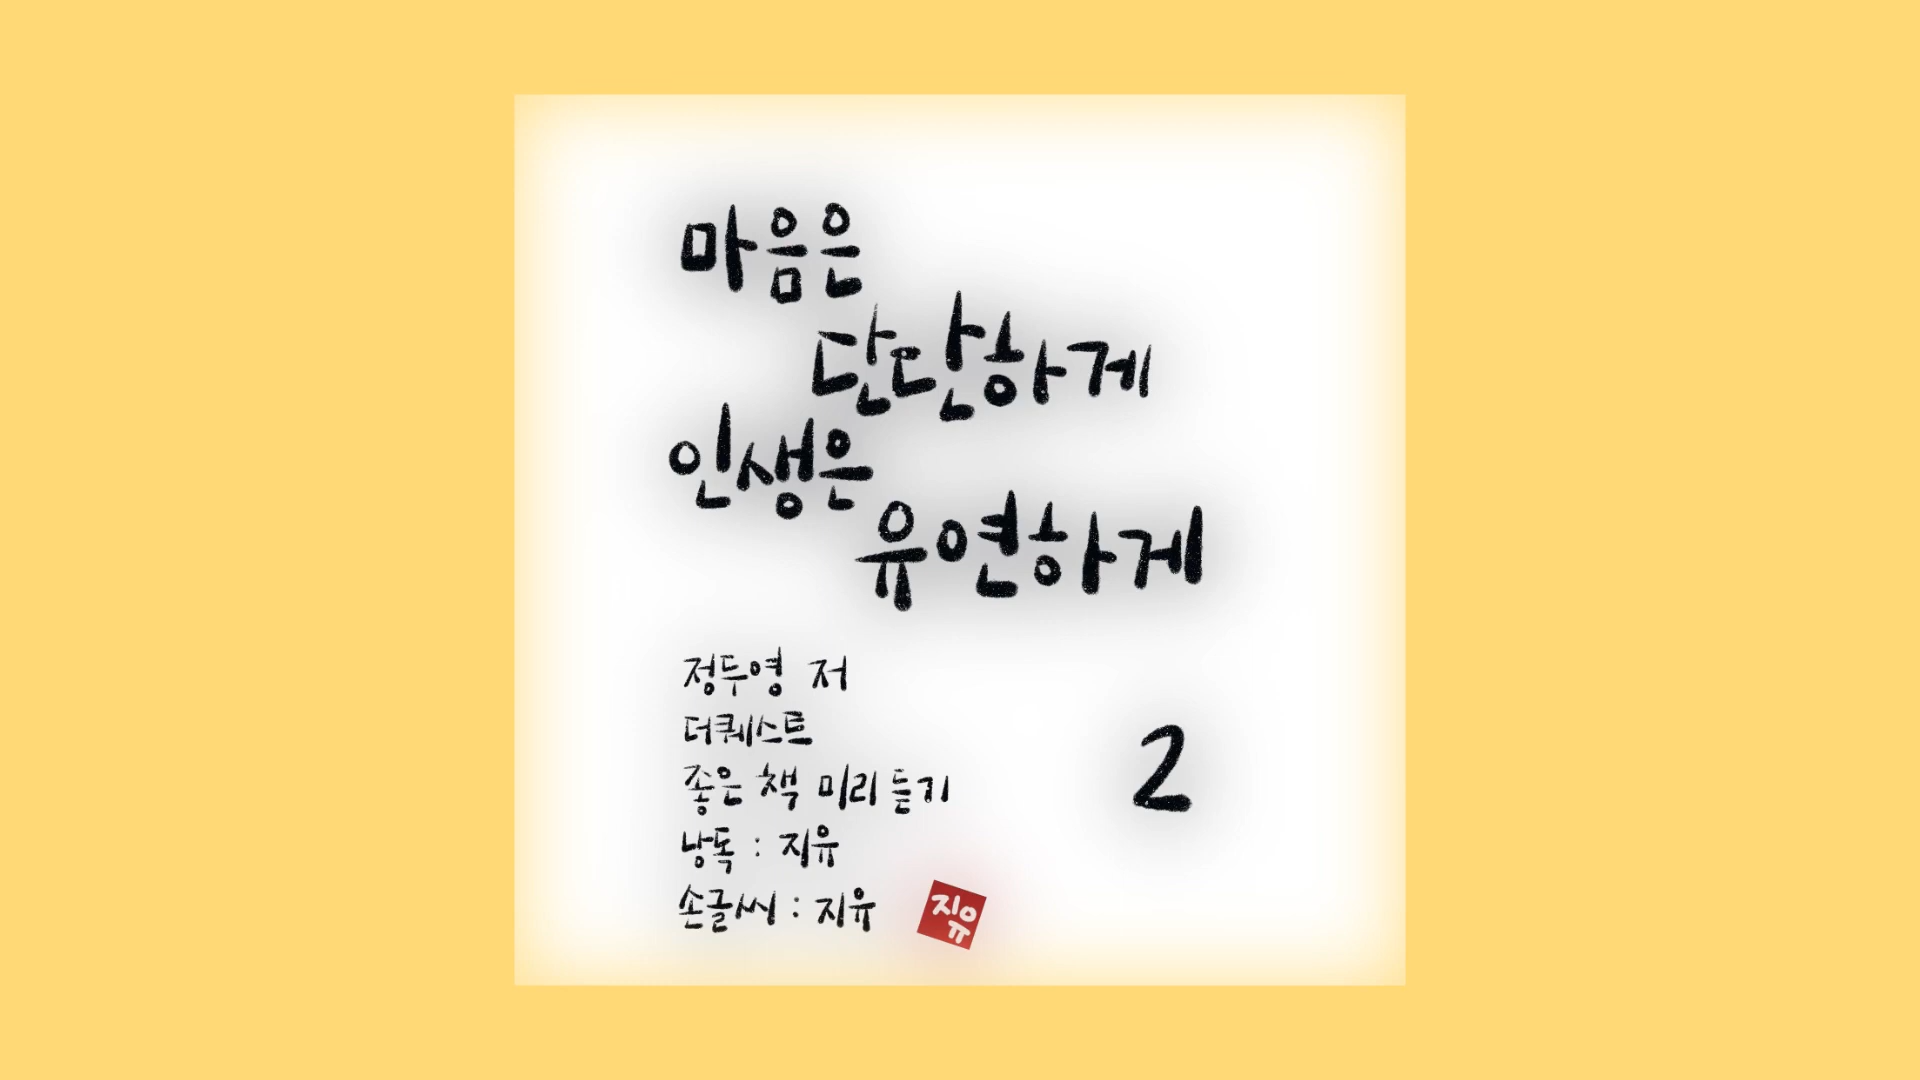 마음은
단단하게
인생은
유연하게
정두영 저
더퀘스트
좋은 책 미리 듣기
2
낭독 : 지유
손글씨 : 지유
지유